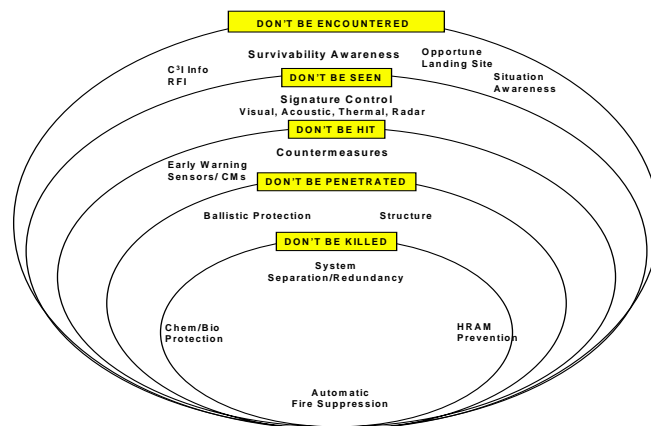 DON'T BE ENCOUNTERED
Survivability Awareness
Opportune
Landing Site
C³I Info
RFI
Situation
Awareness
DON'T BE SEEN
Signature Control
Visual, Acoustic, Thermal, Radar
DON'T BE HIT
Countermeasures
Early Warning
Sensors/ CMs
DON'T BE PENETRATED
Ballistic Protection
Structure
DON'T BE KILLED
System
Separation/Redundancy
Chem/Bio
Protection
HRAM
Prevention
Automatic
Fire Suppression